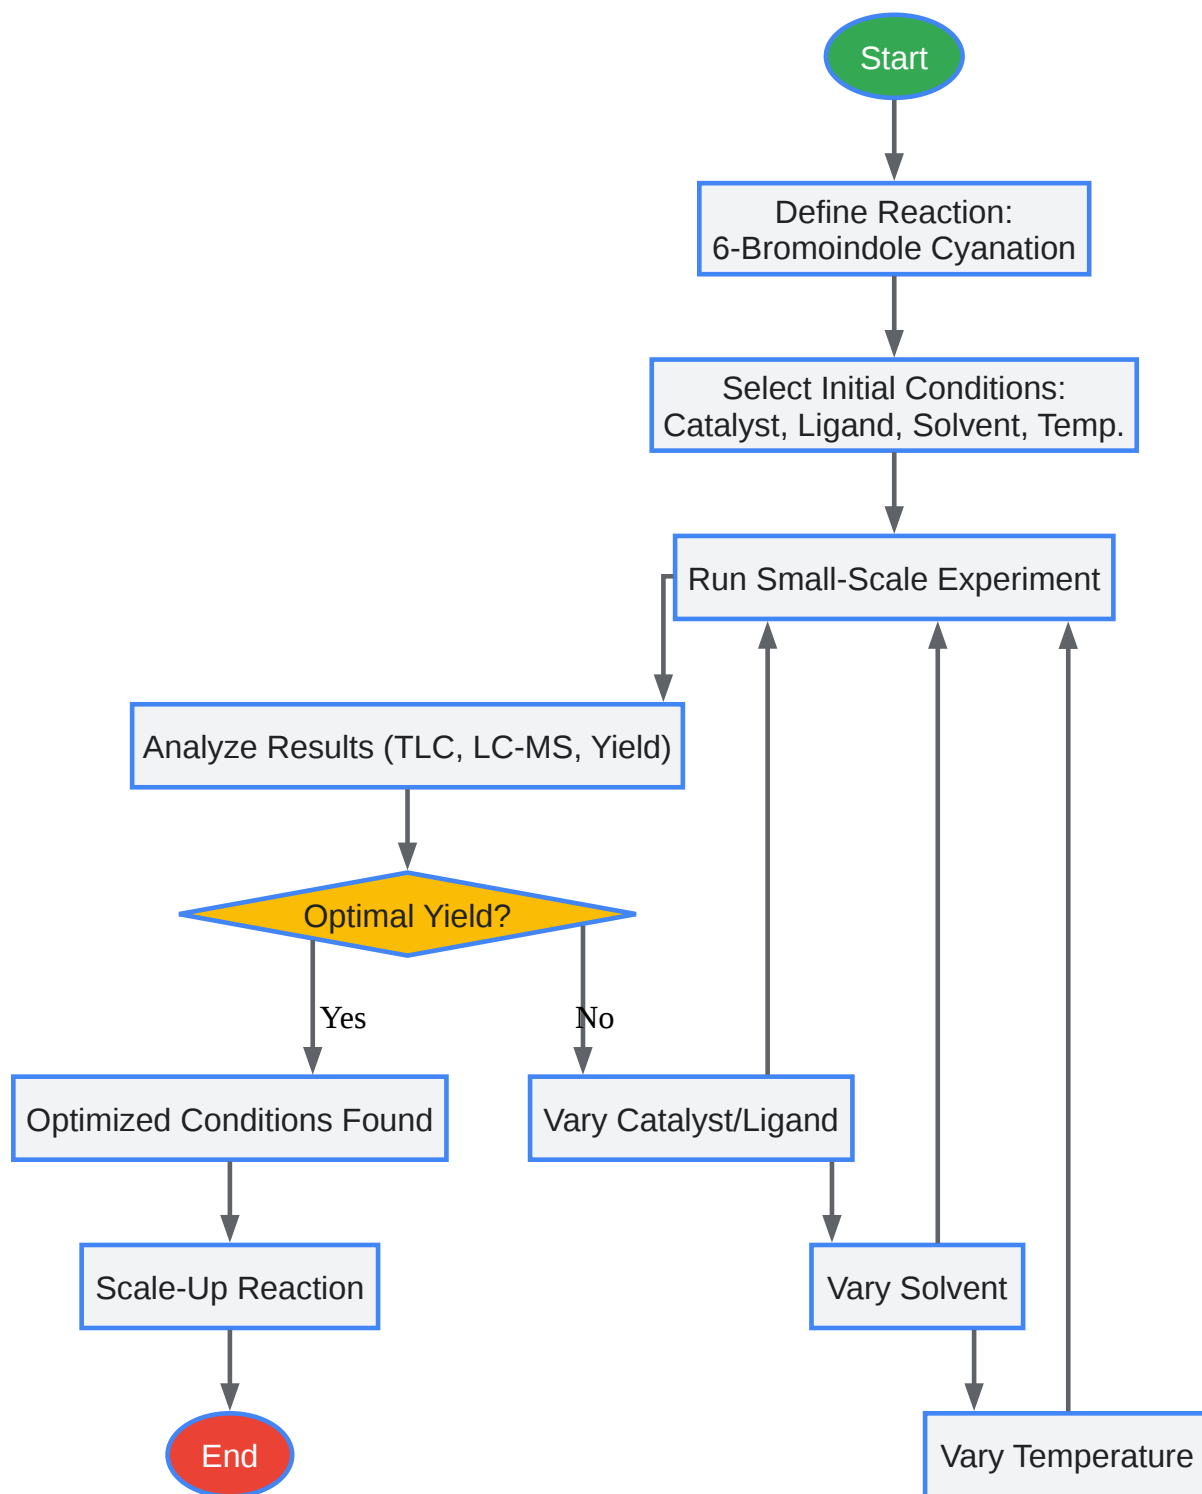 Start
Define Reaction:
6-Bromoindole Cyanation
Select Initial Conditions:
Catalyst, Ligand, Solvent, Temp.
Run Small-Scale Experiment
Analyze Results (TLC, LC-MS, Yield)
Optimal Yield?
Yes
No
Optimized Conditions Found
Vary Catalyst/Ligand
Scale-Up Reaction
Vary Solvent
End
Vary Temperature